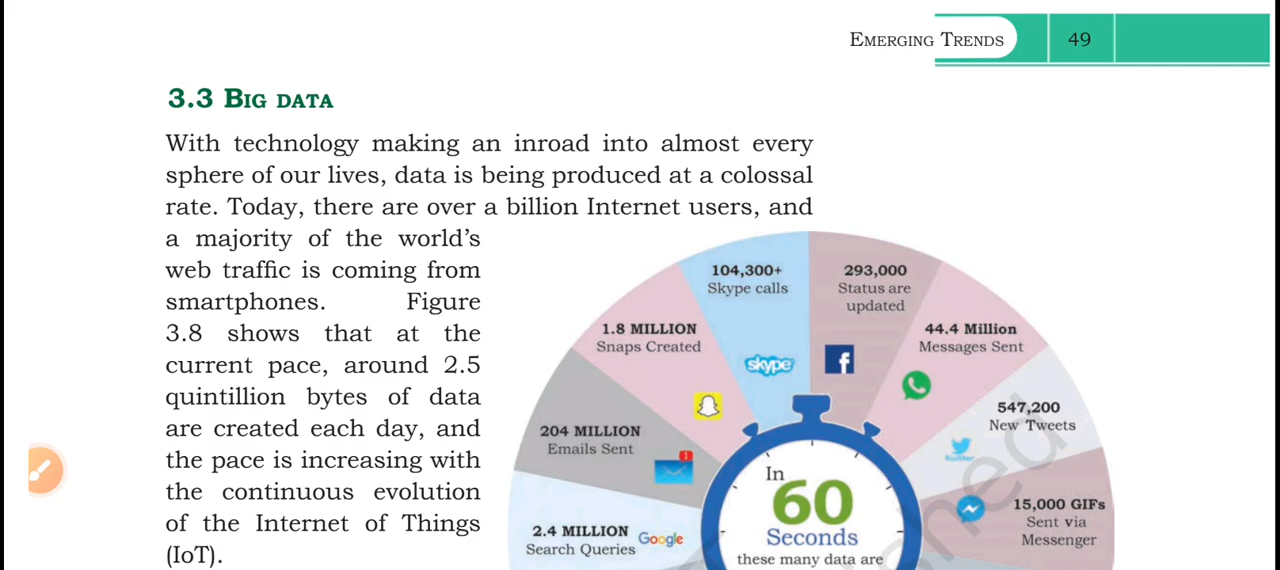 EMERGING TRENDS 49
3.3 BIG DATA
With technology making an inroad into almost every
sphere of our lives, data is being produced at a colossal
rate. Today, there are over a billion Internet users, and
a majority of the world's
web traffic is coming from
smartphones. Figure
3.8 shows that at the
current pace, around 2.5
quintillion bytes of data
are created each day, and
the pace is increasing with
the continuous evolution
of the Internet of Things
(IoT).
104,300+
Skype calls
skype
293,000
Status are
updated
f
1.8 MILLION
Snaps Created
44.4 Million
Messages Sent
204 MILLION
Emails Sent
1
547,200
New Tweets
2.4 MILLION
Search Queries
Google
15,000 GIFs
Sent via
Messenger
In
60
Seconds
these many data are